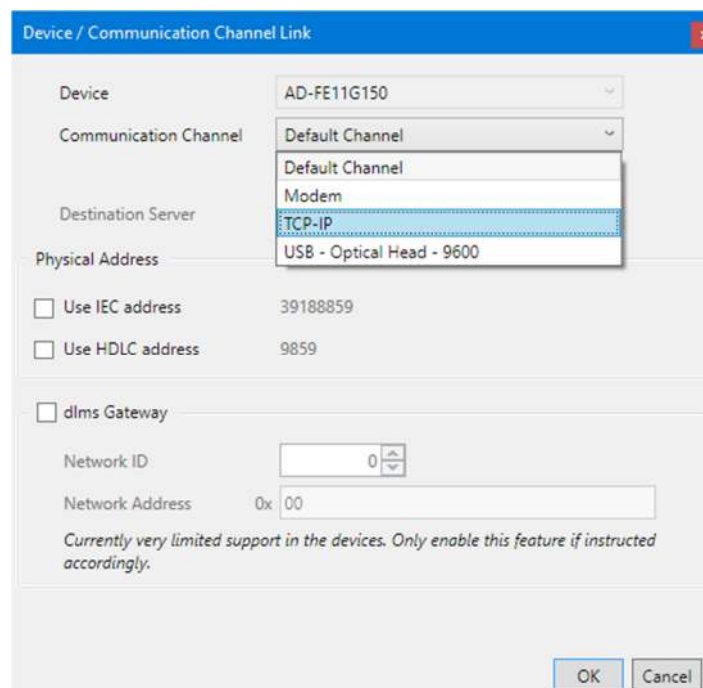 Device / Communication Channel Link
Device AD-FE11G150
Communication Channel Default Channel
Default Channel
Modem
Destination Server
TCP-IP
USB - Optical Head - 9600
Physical Address
Use IEC address 39188859
Use HDLC address 9859
dlms Gateway
Network ID 0
Network Address 0x 00
Currently very limited support in the devices. Only enable this feature if instructed
accordingly.
OK Cancel